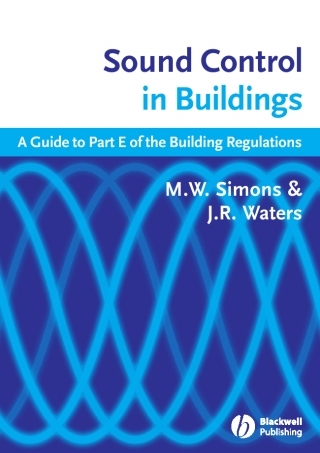 Sound Control
in Buildings
A Guide to Part E of the Building Regulations
M.W. Simons &
J.R. Waters
Blackwell
Publishing